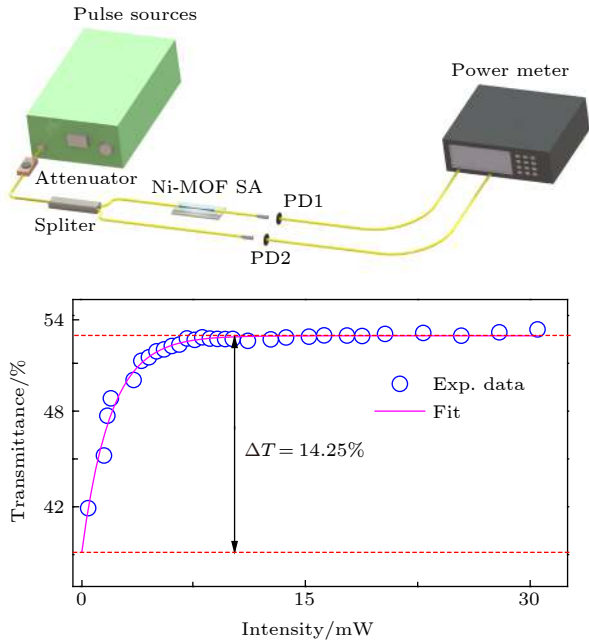 Pulse sources
Power meter
Attenuator
Ni-MOF SA
PD1
Spliter
PD2
54
48
42
Transmittance/%
Exp. data
Fit
ΔT = 14.25%
0
15
30
Intensity/mW